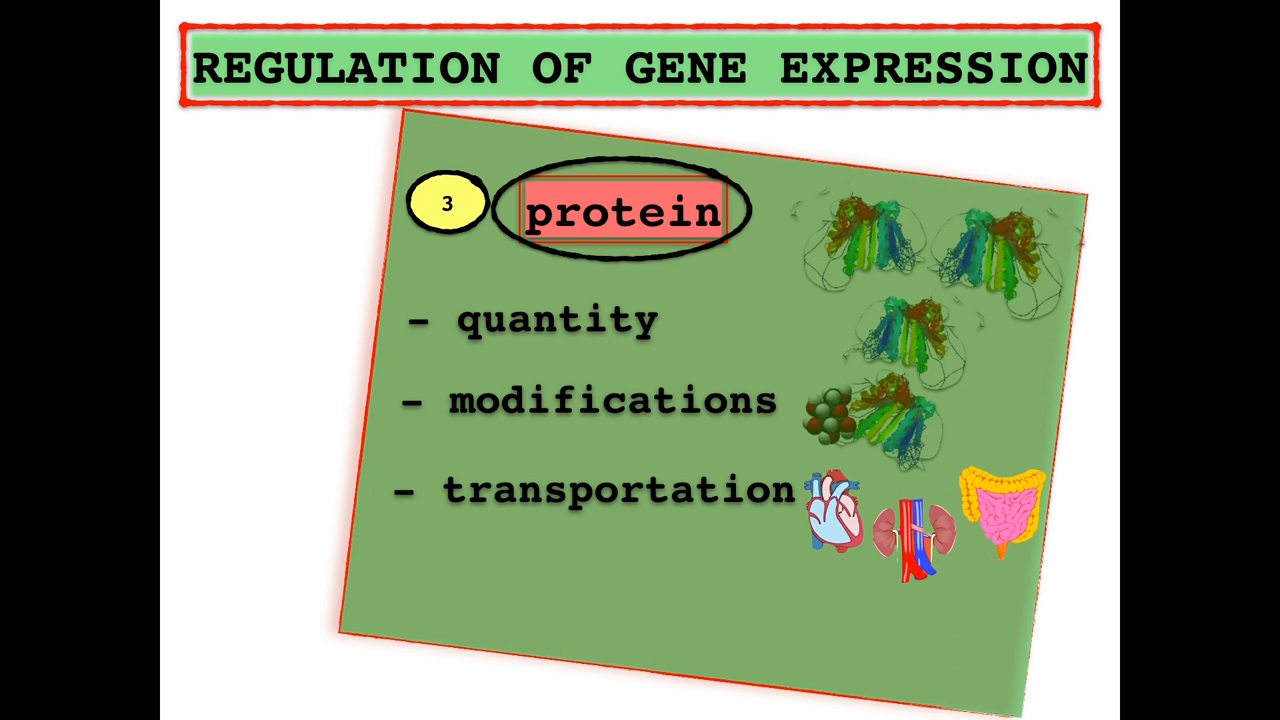 REGULATION OF GENE EXPRESSION
3 protein
- quantity
- modifications
- transportation